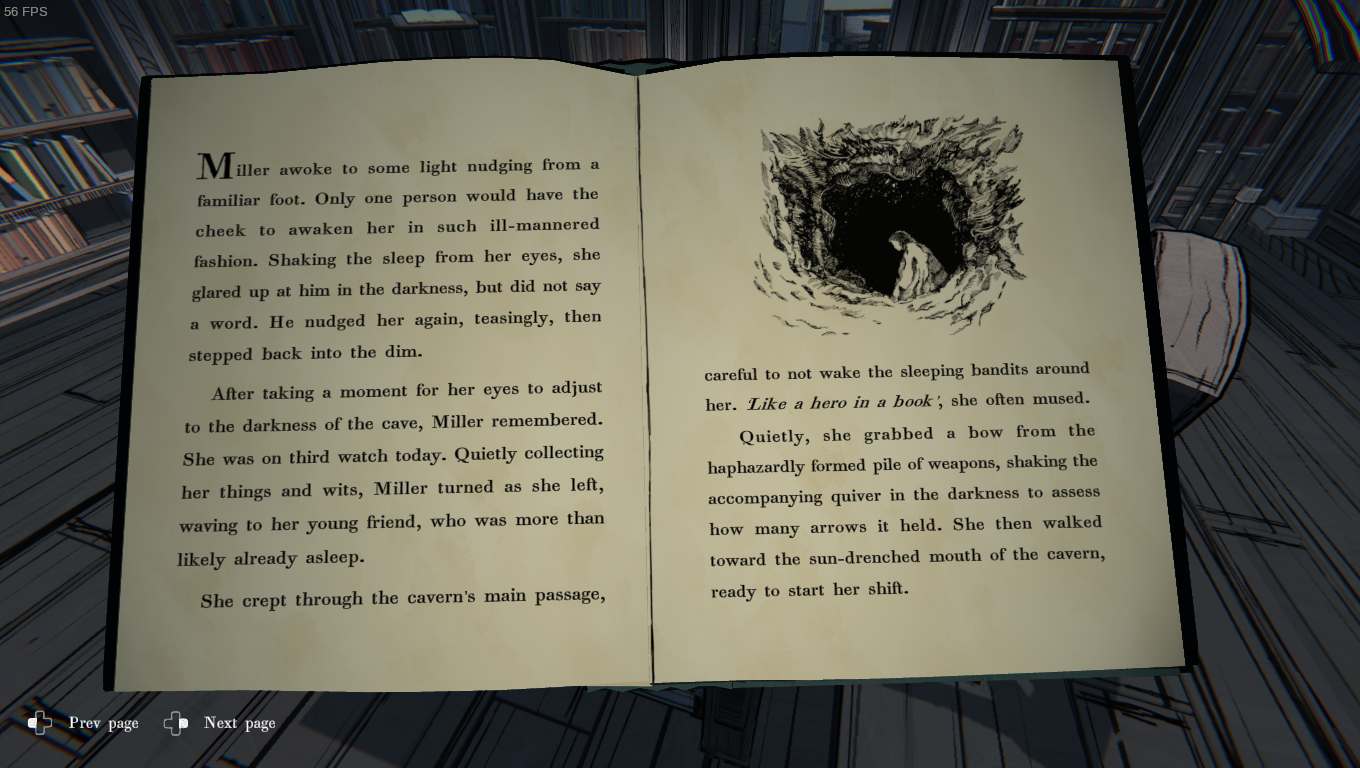 56 FPS
Miller awoke to some light nudging from a
familiar foot. Only one person would have the
cheek to awaken her in such ill-mannered
fashion. Shaking the sleep from her eyes, she
glared up at him in the darkness, but did not say
a word. He nudged her again, teasingly, then
stepped back into the dim.
After taking a moment for her eyes to adjust
to the darkness of the cave, Miller remembered.
She was on third watch today. Quietly collecting
her things and wits, Miller turned as she left,
waving to her young friend, who was more than
likely already asleep.
She crept through the cavern's main passage,
careful to not wake the sleeping bandits around
her. 'Like a hero in a book', she often mused.
Quietly, she grabbed a bow from the
haphazardly formed pile of weapons, shaking the
accompanying quiver in the darkness to assess
how many arrows it held. She then walked
toward the sun-drenched mouth of the cavern,
ready to start her shift.
Prev page
Next page